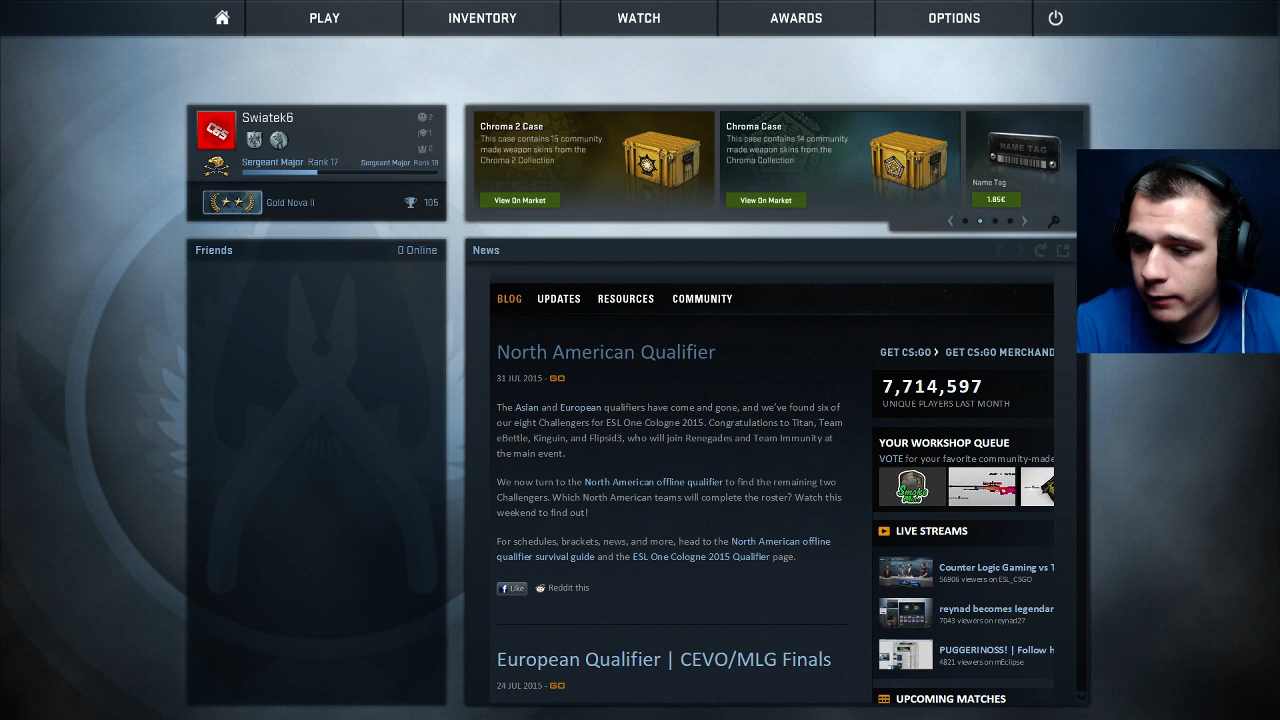 PLAY
INVENTORY
WATCH
AWARDS
OPTIONS
Swiatek6
2
1
2
Sergeant Major Rank 17
Sergeant Major Rank 18
Gold Nova II
105
Chroma 2 Case
This case contains 15 community
made weapon skins from the
Chroma 2 Collection
View On Market
Chroma Case
This case contains 14 community
made weapon skins from the
Chroma Collection
View On Market
NAME TAG
Name Tag
1.85€
Friends
0 Online
News
BLOG
UPDATES
RESOURCES
COMMUNITY
North American Qualifier
31 JUL 2015 - GO
The Asian and European qualifiers have come and gone, and we've found six of
our eight Challengers for ESL One Cologne 2015. Congratulations to Titan, Team
eBettle, Kinguin, and Flipsid3, who will join Renegades and Team Immunity at
the main event.
We now turn to the North American offline qualifier to find the remaining two
Challengers. Which North American teams will complete the roster? Watch this
weekend to find out!
For schedules, brackets, news, and more, head to the North American offline
qualifier survival guide and the ESL One Cologne 2015 Qualifier page.
Like
Reddit this
European Qualifier | CEVO/MLG Finals
24 JUL 2015 - GO
GET CS:GO › GET CS:GO MERCHAND
7,714,597
UNIQUE PLAYERS LAST MONTH
YOUR WORKSHOP QUEUE
VOTE for your favorite community-made
LIVE STREAMS
Counter Logic Gaming vs T
56906 viewers on ESL_CSGO
reynad becomes legendar
7043 viewers on reynad27
PUGGERINOSS! | Follow h
4821 viewers on mEclipse
UPCOMING MATCHES